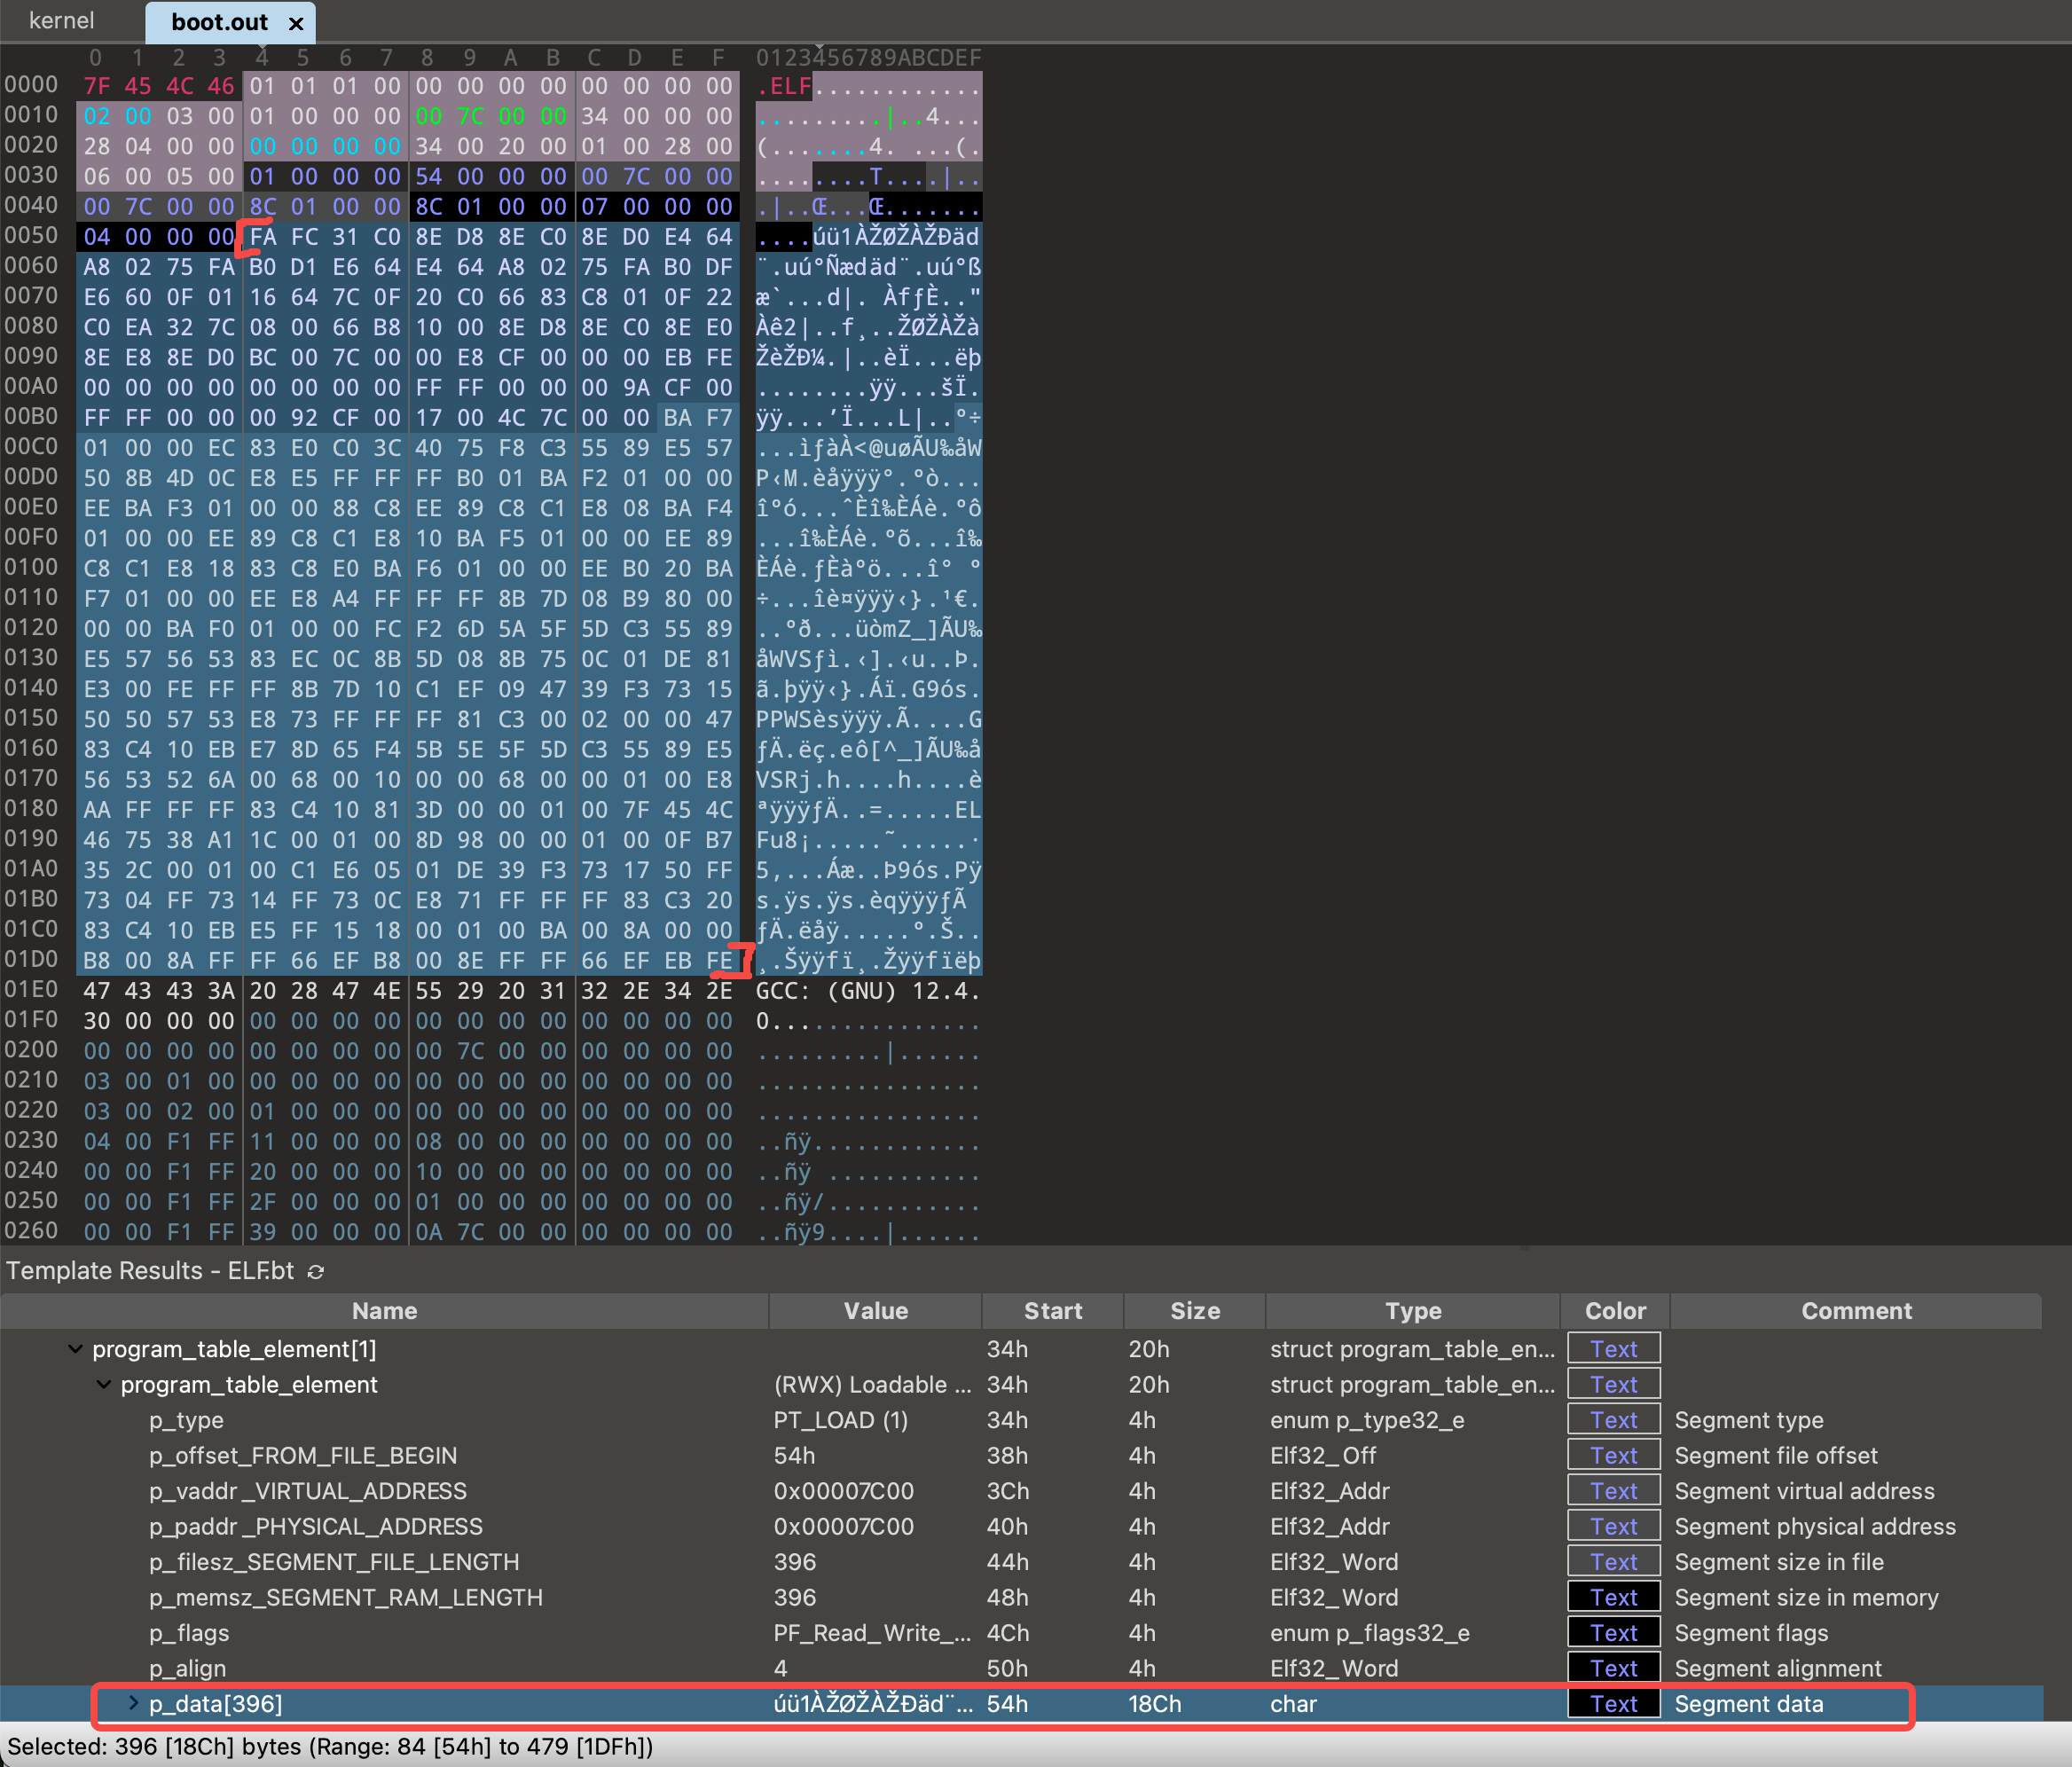 kernel
boot.out ×
0 1 2 3 4 5 6 7 8 9 A B C D E F 0123456789ABCDEF
0000 7F 45 4C 46 01 01 01 00 00 00 00 00 00 00 00 00 .ELF............
0010 02 00 03 00 01 00 00 00 00 7C 00 00 34 00 00 00 .........|..4...
0020 28 04 00 00 00 00 00 00 34 00 20 00 01 00 28 00 (.......4. ...(.
0030 06 00 05 00 01 00 00 00 54 00 00 00 00 7C 00 00 ........T....|..
0040 00 7C 00 00 8C 01 00 00 8C 01 00 00 07 00 00 00 .|..Œ...Œ.......
0050 04 00 00 00 FA FC 31 C0 8E D8 8E C0 8E D0 E4 64 ....úü1ÀŽØŽÀŽÐäd
0060 A8 02 75 FA B0 D1 E6 64 E4 64 A8 02 75 FA B0 DF ¨.uú°Ñædäd¨.uú°ß
0070 E6 60 0F 01 16 64 7C 0F 20 C0 66 83 C8 01 0F 22 æ`...d|. ÀfƒÈ.."
0080 C0 EA 32 7C 08 00 66 B8 10 00 8E D8 8E C0 8E E0 Àê2|..f¸..ŽØŽÀŽà
0090 8E E8 8E D0 BC 00 7C 00 00 E8 CF 00 00 00 EB FE ŽèŽÐ¼.|..èÏ...ëþ
00A0 00 00 00 00 00 00 00 00 FF FF 00 00 00 9A CF 00 ........ÿÿ...šÏ.
00B0 FF FF 00 00 00 92 CF 00 17 00 4C 7C 00 00 BA F7 ÿÿ...’Ï...L|..º÷
00C0 01 00 00 EC 83 E0 C0 3C 40 75 F8 C3 55 89 E5 57 ...ìƒàÀ<@uøÃU‰åW
00D0 50 8B 4D 0C E8 E5 FF FF FF B0 01 BA F2 01 00 00 P‹M.èåÿÿÿ°.ºò...
00E0 EE BA F3 01 00 00 88 C8 EE 89 C8 C1 E8 08 BA F4 îºó...ˆÈî‰ÈÁè.ºô
00F0 01 00 00 EE 89 C8 C1 E8 10 BA F5 01 00 00 EE 89 ...î‰ÈÁè.ºõ...î‰
0100 C8 C1 E8 18 83 C8 E0 BA F6 01 00 00 EE B0 20 BA ÈÁè.ƒÈàºö...î° º
0110 F7 01 00 00 EE E8 A4 FF FF FF 8B 7D 08 B9 80 00 ÷...îè¤ÿÿÿ‹}.¹€.
0120 00 00 BA F0 01 00 00 FC F2 6D 5A 5F 5D C3 55 89 ..ºð...üòmZ_]ÃU‰
0130 E5 57 56 53 83 EC 0C 8B 5D 08 8B 75 0C 01 DE 81 åWVSƒì.‹].‹u..Þ.
0140 E3 00 FE FF FF 8B 7D 10 C1 EF 09 47 39 F3 73 15 ã.þÿÿ‹}.Áï.G9ós.
0150 50 50 57 53 E8 73 FF FF FF 81 C3 00 02 00 00 47 PPWSèsÿÿÿ.Ã....G
0160 83 C4 10 EB E7 8D 65 F4 5B 5E 5F 5D C3 55 89 E5 ƒÄ.ëç.eô[^_]ÃU‰å
0170 56 53 52 6A 00 68 00 10 00 00 68 00 00 01 00 E8 VSRj.h....h....è
0180 AA FF FF FF 83 C4 10 81 3D 00 00 01 00 7F 45 4C ªÿÿÿƒÄ..=.....EL
0190 46 75 38 A1 1C 00 01 00 8D 98 00 00 01 00 0F B7 Fu8¡.....˜.....·
01A0 35 2C 00 01 00 C1 E6 05 01 DE 39 F3 73 17 50 FF 5,...Áæ..Þ9ós.Pÿ
01B0 73 04 FF 73 14 FF 73 0C E8 71 FF FF FF 83 C3 20 s.ÿs.ÿs.èqÿÿÿƒÃ
01C0 83 C4 10 EB E5 FF 15 18 00 01 00 BA 00 8A 00 00 ƒÄ.ëåÿ.....º.Š..
01D0 B8 00 8A FF FF 66 EF B8 00 8E FF FF 66 EF EB FE ¸.Šÿÿfï¸.Žÿÿfïëþ
01E0 47 43 43 3A 20 28 47 4E 55 29 20 31 32 2E 34 2E GCC: (GNU) 12.4.
01F0 30 00 00 00 00 00 00 00 00 00 00 00 00 00 00 00 0...............
0200 00 00 00 00 00 00 00 00 00 7C 00 00 00 00 00 00 .........|......
0210 03 00 01 00 00 00 00 00 00 00 00 00 00 00 00 00 ................
0220 03 00 02 00 01 00 00 00 00 00 00 00 00 00 00 00 ................
0230 04 00 F1 FF 11 00 00 00 08 00 00 00 00 00 00 00 ..ñÿ............
0240 00 00 F1 FF 20 00 00 00 10 00 00 00 00 00 00 00 ..ñÿ ...........
0250 00 00 F1 FF 2F 00 00 00 01 00 00 00 00 00 00 00 ..ñÿ/...........
0260 00 00 F1 FF 39 00 00 00 0A 7C 00 00 00 00 00 00 ..ñÿ9....|......
Template Results - ELF.bt
Name Value Start Size Type Color Comment
program_table_element[1] 34h 20h struct program_table_en... Text
program_table_element (RWX) Loadable ... 34h 20h struct program_table_en... Text
p_type PT_LOAD (1) 34h 4h enum p_type32_e Text Segment type
p_offset_FROM_FILE_BEGIN 54h 38h 4h Elf32_Off Text Segment file offset
p_vaddr_VIRTUAL_ADDRESS 0x00007C00 3Ch 4h Elf32_Addr Text Segment virtual address
p_paddr_PHYSICAL_ADDRESS 0x00007C00 40h 4h Elf32_Addr Text Segment physical address
p_filesz_SEGMENT_FILE_LENGTH 396 44h 4h Elf32_Word Text Segment size in file
p_memsz_SEGMENT_RAM_LENGTH 396 48h 4h Elf32_Word Text Segment size in memory
p_flags PF_Read_Write_... 4Ch 4h enum p_flags32_e Text Segment flags
p_align 4 50h 4h Elf32_Word Text Segment alignment
p_data[396] úü1ÀŽØŽÀŽÐäd¨... 54h 18Ch char Text Segment data
Selected: 396 [18Ch] bytes (Range: 84 [54h] to 479 [1DFh])